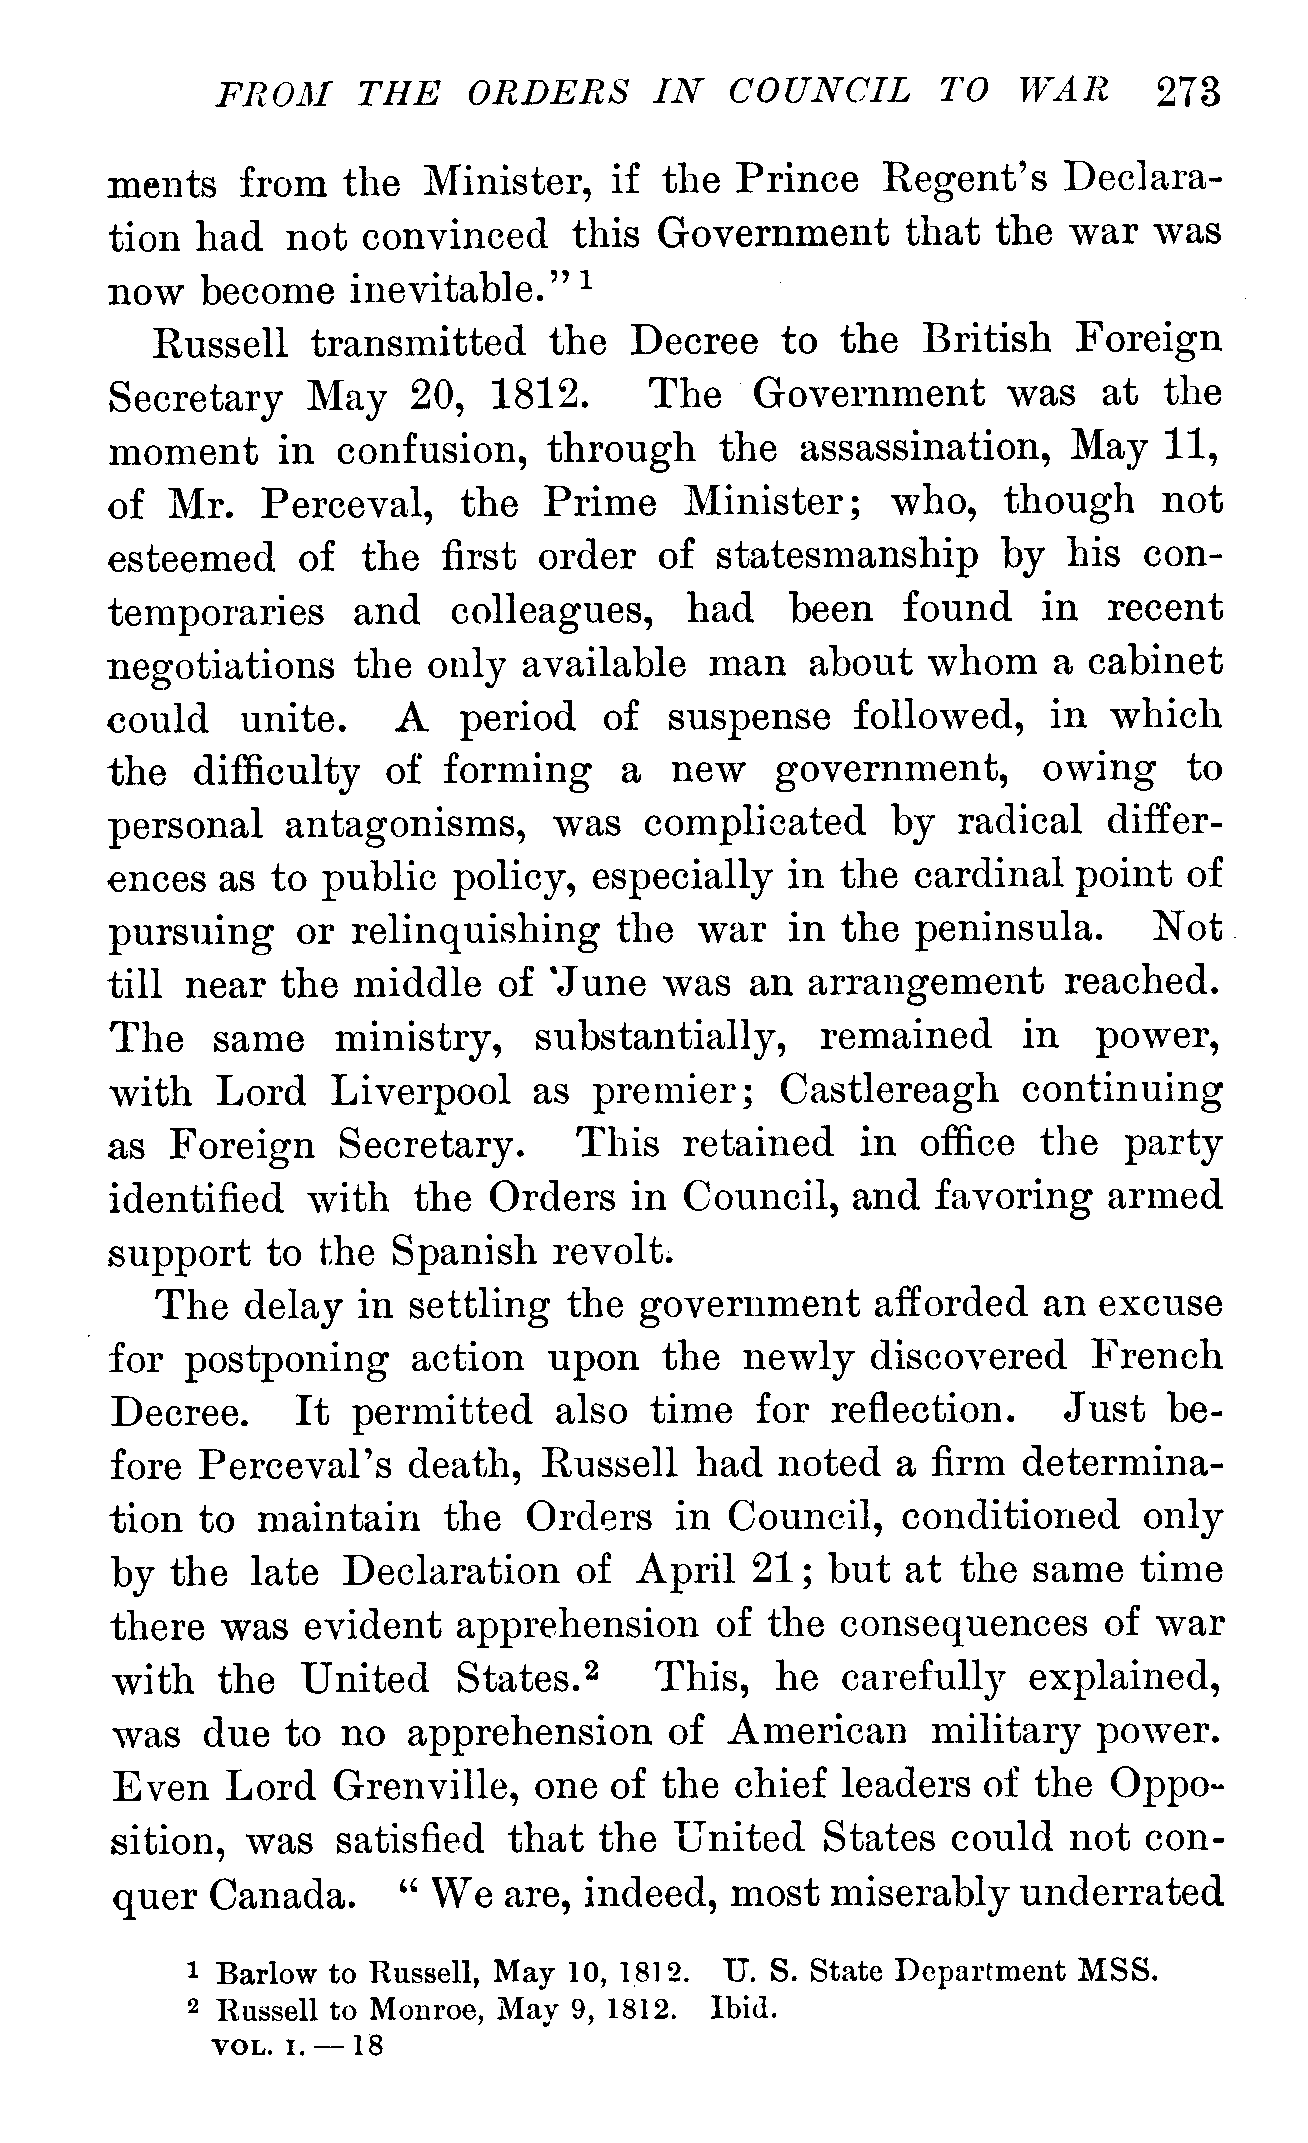 FROM THE ORDERS IN COUNCIL TO WAR 273
ments from the Minister, if the Prince Regent's Declara-
tion had not convinced this Government that the war was
now become inevitable." 1
Russell transmitted the Decree to the British Foreign
Secretary May 20, 1812. The Government was at the
moment in confusion, through the assassination, May 11,
of Mr. Perceval, the Prime Minister; who, though not
esteemed of the first order of statesmanship by his con-
temporaries and colleagues, had been found in recent
negotiations the only available man about whom a cabinet
could unite. A period of suspense followed, in which
the difficulty of forming a new government, owing to
personal antagonisms, was complicated by radical differ-
ences as to public policy, especially in the cardinal point of
pursuing or relinquishing the war in the peninsula. Not
till near the middle of June was an arrangement reached.
The same ministry, substantially, remained in power,
with Lord Liverpool as premier; Castlereagh continuing
as Foreign Secretary. This retained in office the party
identified with the Orders in Council, and favoring armed
support to the Spanish revolt.
The delay in settling the government afforded an excuse
for postponing action upon the newly discovered French
Decree. It permitted also time for reflection. Just be-
fore Perceval's death, Russell had noted a firm determina-
tion to maintain the Orders in Council, conditioned only
by the late Declaration of April 21; but at the same time
there was evident apprehension of the consequences of war
with the United States.2 This, he carefully explained,
was due to no apprehension of American military power.
Even Lord Grenville, one of the chief leaders of the Oppo-
sition, was satisfied that the United States could not con-
quer Canada. "We are, indeed, most miserably underrated
1 Barlow to Russell, May 10, 1812. U. S. State Department MSS.
2 Russell to Monroe, May 9, 1812. Ibid.
VOL. I.—18